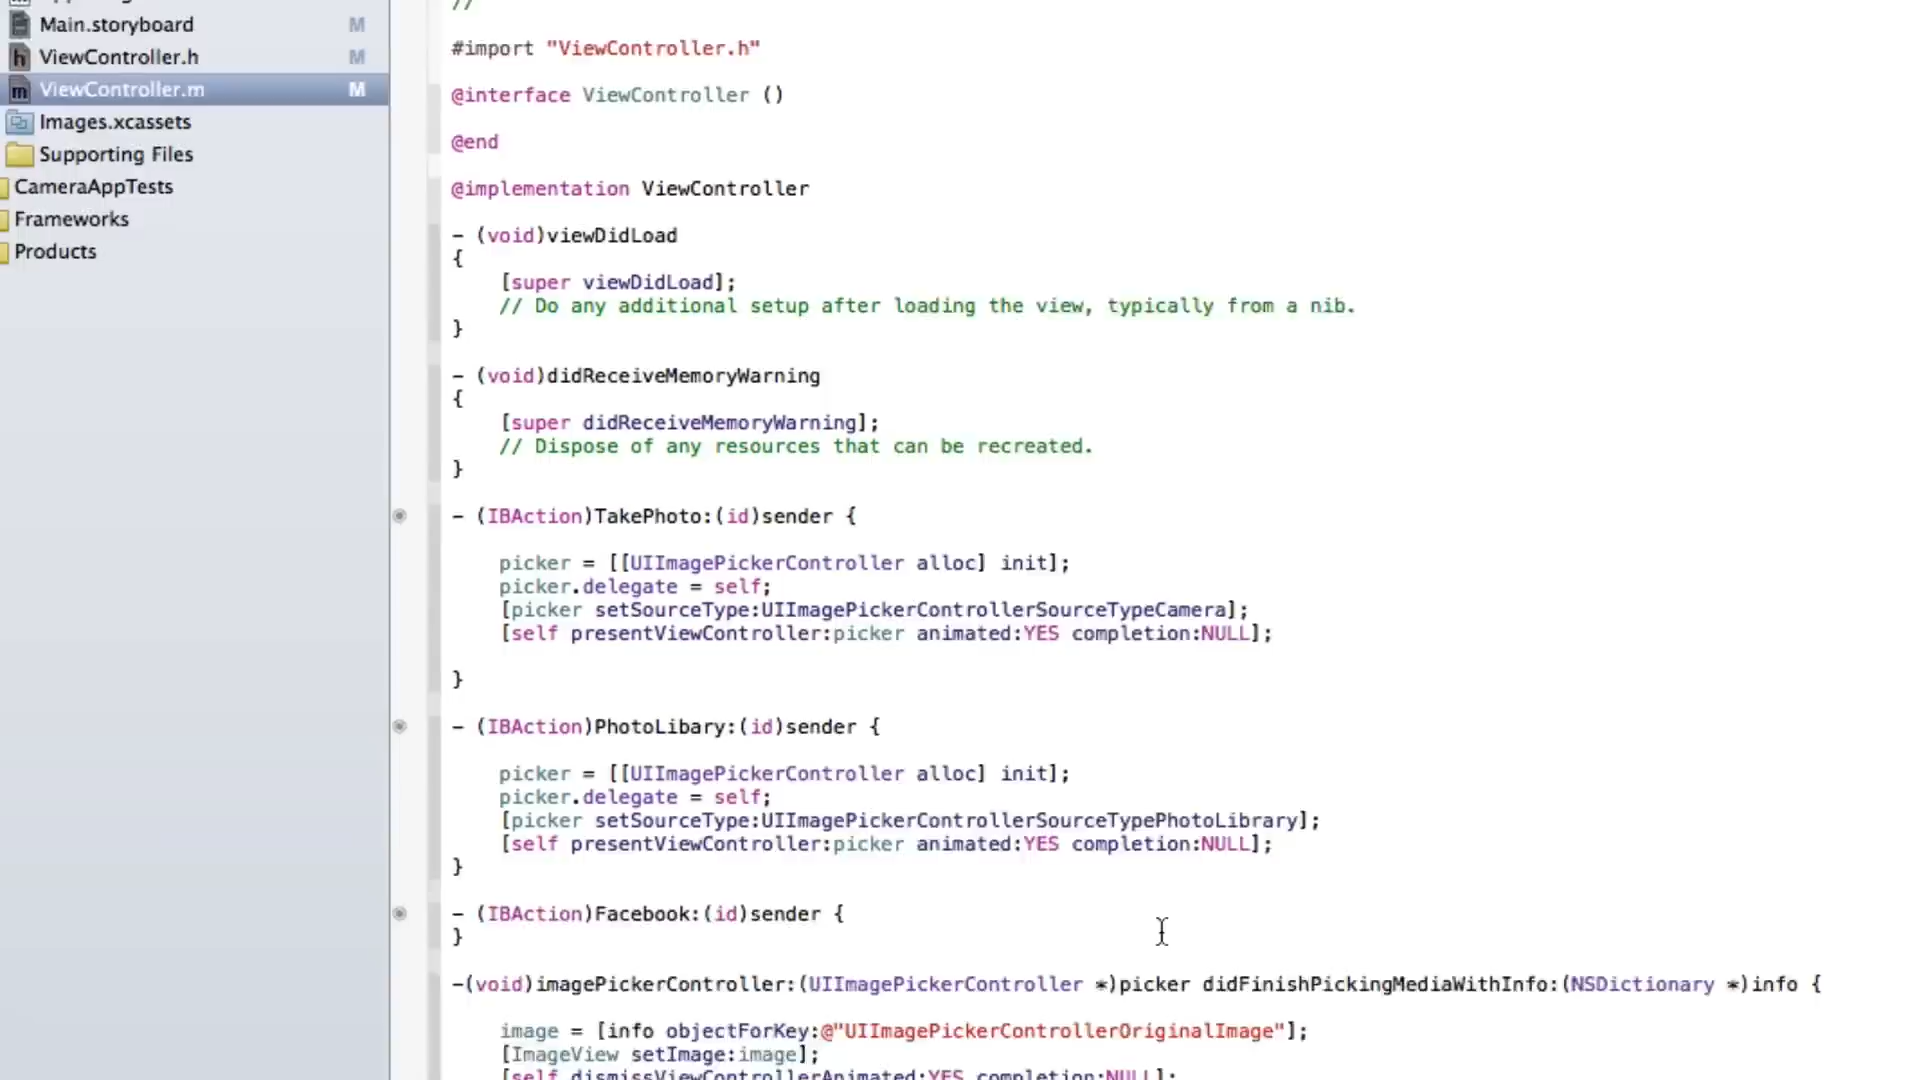 Main.storyboard M
ViewController.h M
ViewController.m M
Images.xcassets
Supporting Files
CameraAppTests
Frameworks
Products
//
#import "ViewController.h"
@interface ViewController ()
@end
@implementation ViewController
- (void)viewDidLoad
{
[super viewDidLoad];
// Do any additional setup after loading the view, typically from a nib.
}
- (void)didReceiveMemoryWarning
{
[super didReceiveMemoryWarning];
// Dispose of any resources that can be recreated.
}
- (IBAction)TakePhoto:(id)sender {
picker = [[UIImagePickerController alloc] init];
picker.delegate = self;
[picker setSourceType:UIImagePickerControllerSourceTypeCamera];
[self presentViewController:picker animated:YES completion:NULL];
}
- (IBAction)PhotoLibary:(id)sender {
picker = [[UIImagePickerController alloc] init];
picker.delegate = self;
[picker setSourceType:UIImagePickerControllerSourceTypePhotoLibrary];
[self presentViewController:picker animated:YES completion:NULL];
}
- (IBAction)Facebook:(id)sender {
}
-(void)imagePickerController:(UIImagePickerController *)picker didFinishPickingMediaWithInfo:(NSDictionary *)info {
image = [info objectForKey:@"UIImagePickerControllerOriginalImage"];
[ImageView setImage:image];
[self dismissViewControllerAnimated:YES completion:NULL];